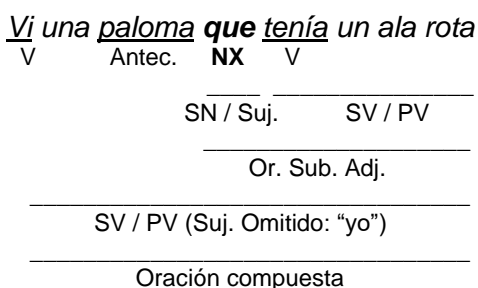 Vi una paloma que tenía un ala rota
V Antec. NX V
SN / Suj. SV / PV
Or. Sub. Adj.
SV / PV (Suj. Omitido: “yo”)
Oración compuesta